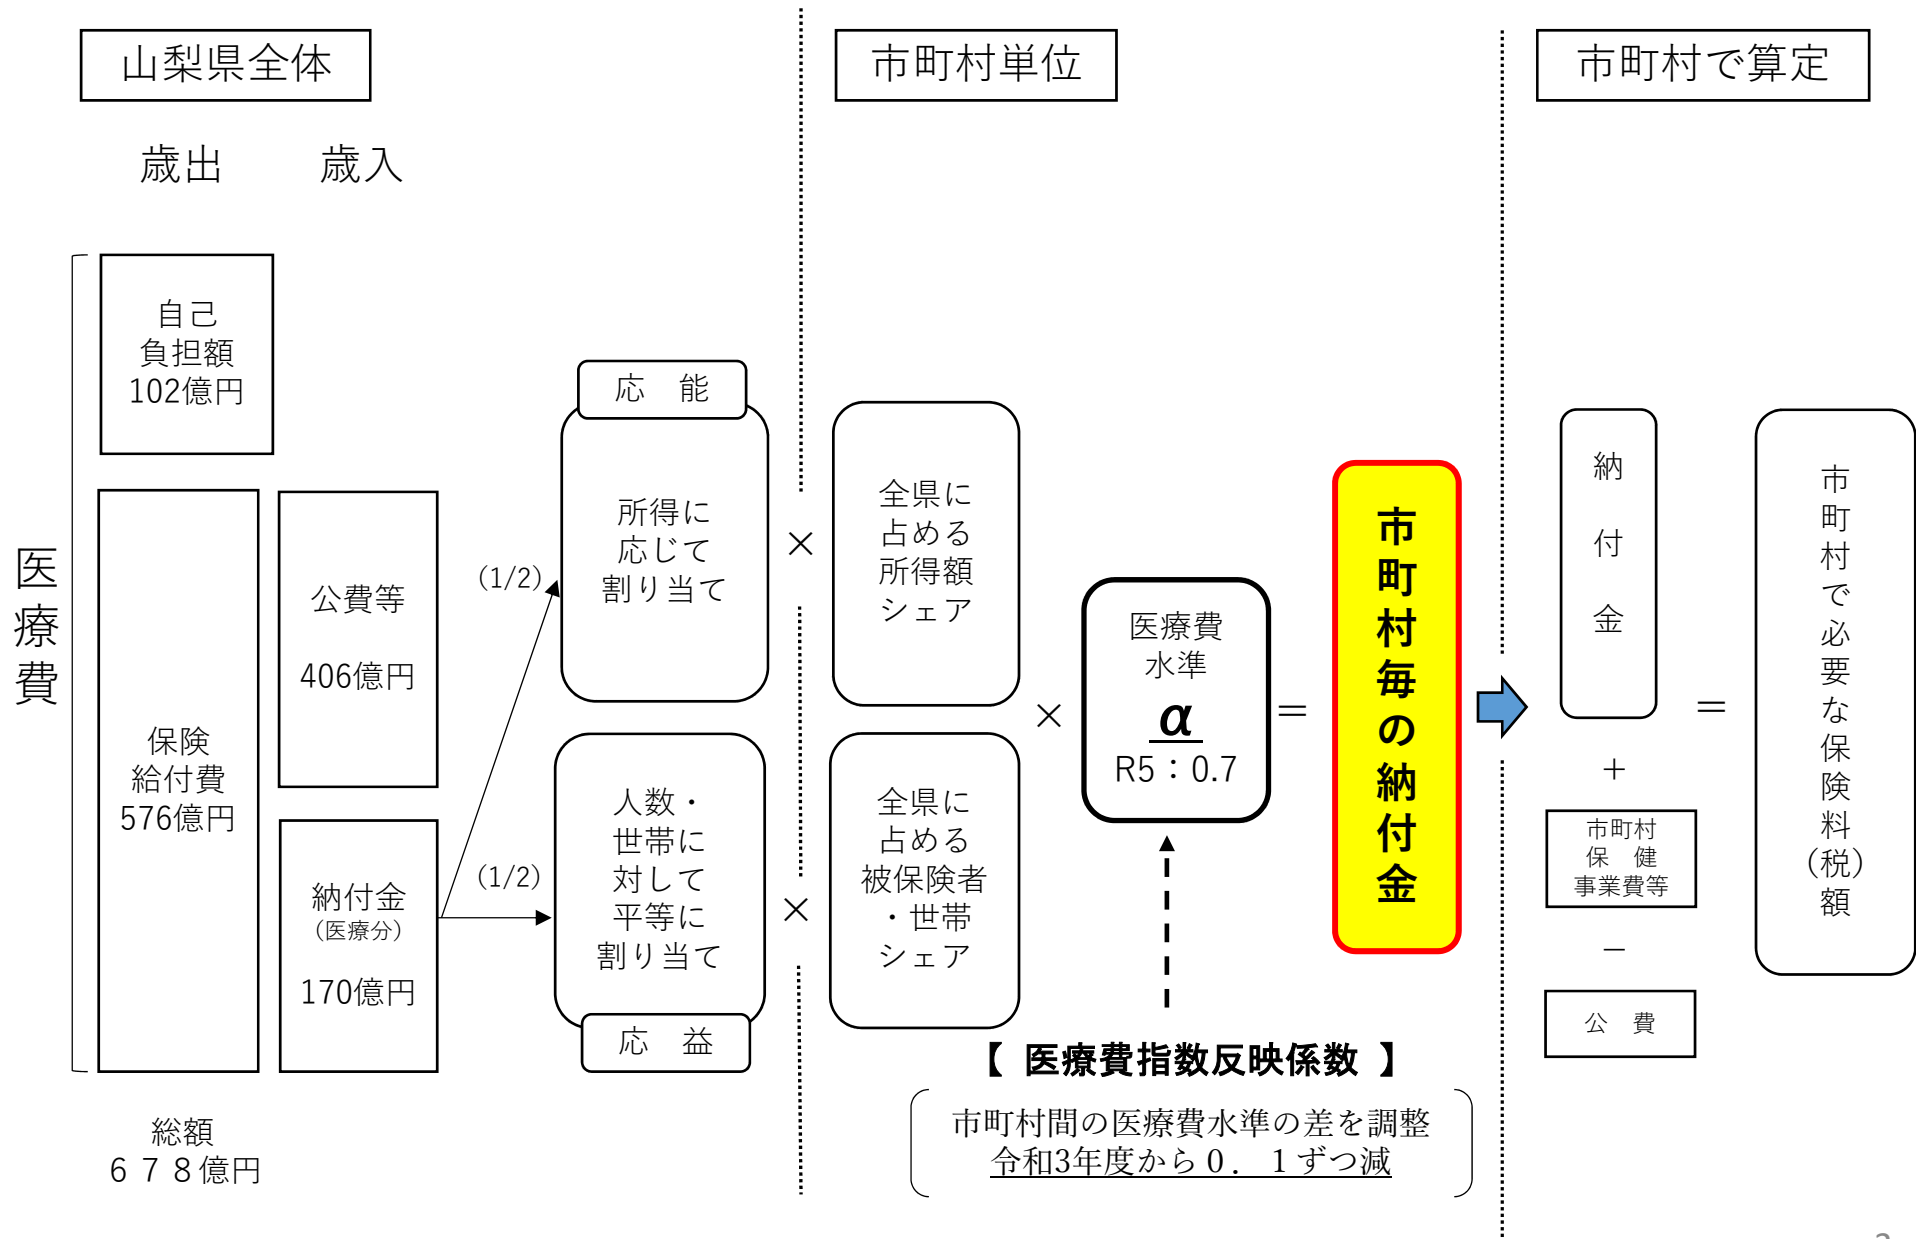 山梨県全体
歳出
歳入
医療費
自己
負担額
102億円
保険
給付費
576億円
総額
６７８億円
公費等
406億円
納付金
（医療分）
170億円
(1/2)
(1/2)
応　能
所得に
応じて
割り当て
人数・
世帯に
対して
平等に
割り当て
応　益
市町村単位
×
全県に
占める
所得額
シェア
×
全県に
占める
被保険者
・世帯
シェア
×
医療費
水準
α
R5：0.7
＝
市町村毎の納付金
【 医療費指数反映係数 】
市町村間の医療費水準の差を調整
令和3年度から０．１ずつ減
市町村で算定
納付金
＋
市町村
保　健
事業費等
－
公　費
＝
市町村で必要な保険料（税）額